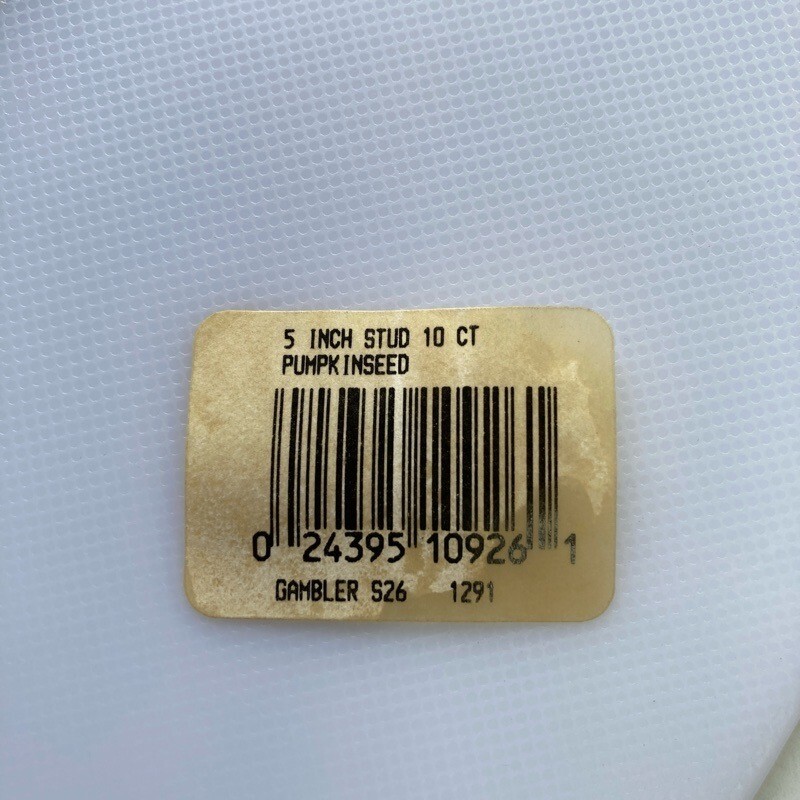 5 INCH STUD 10 CT
PUMPKINSEED
0 24395 10926 1
GAMBLER S26 1291